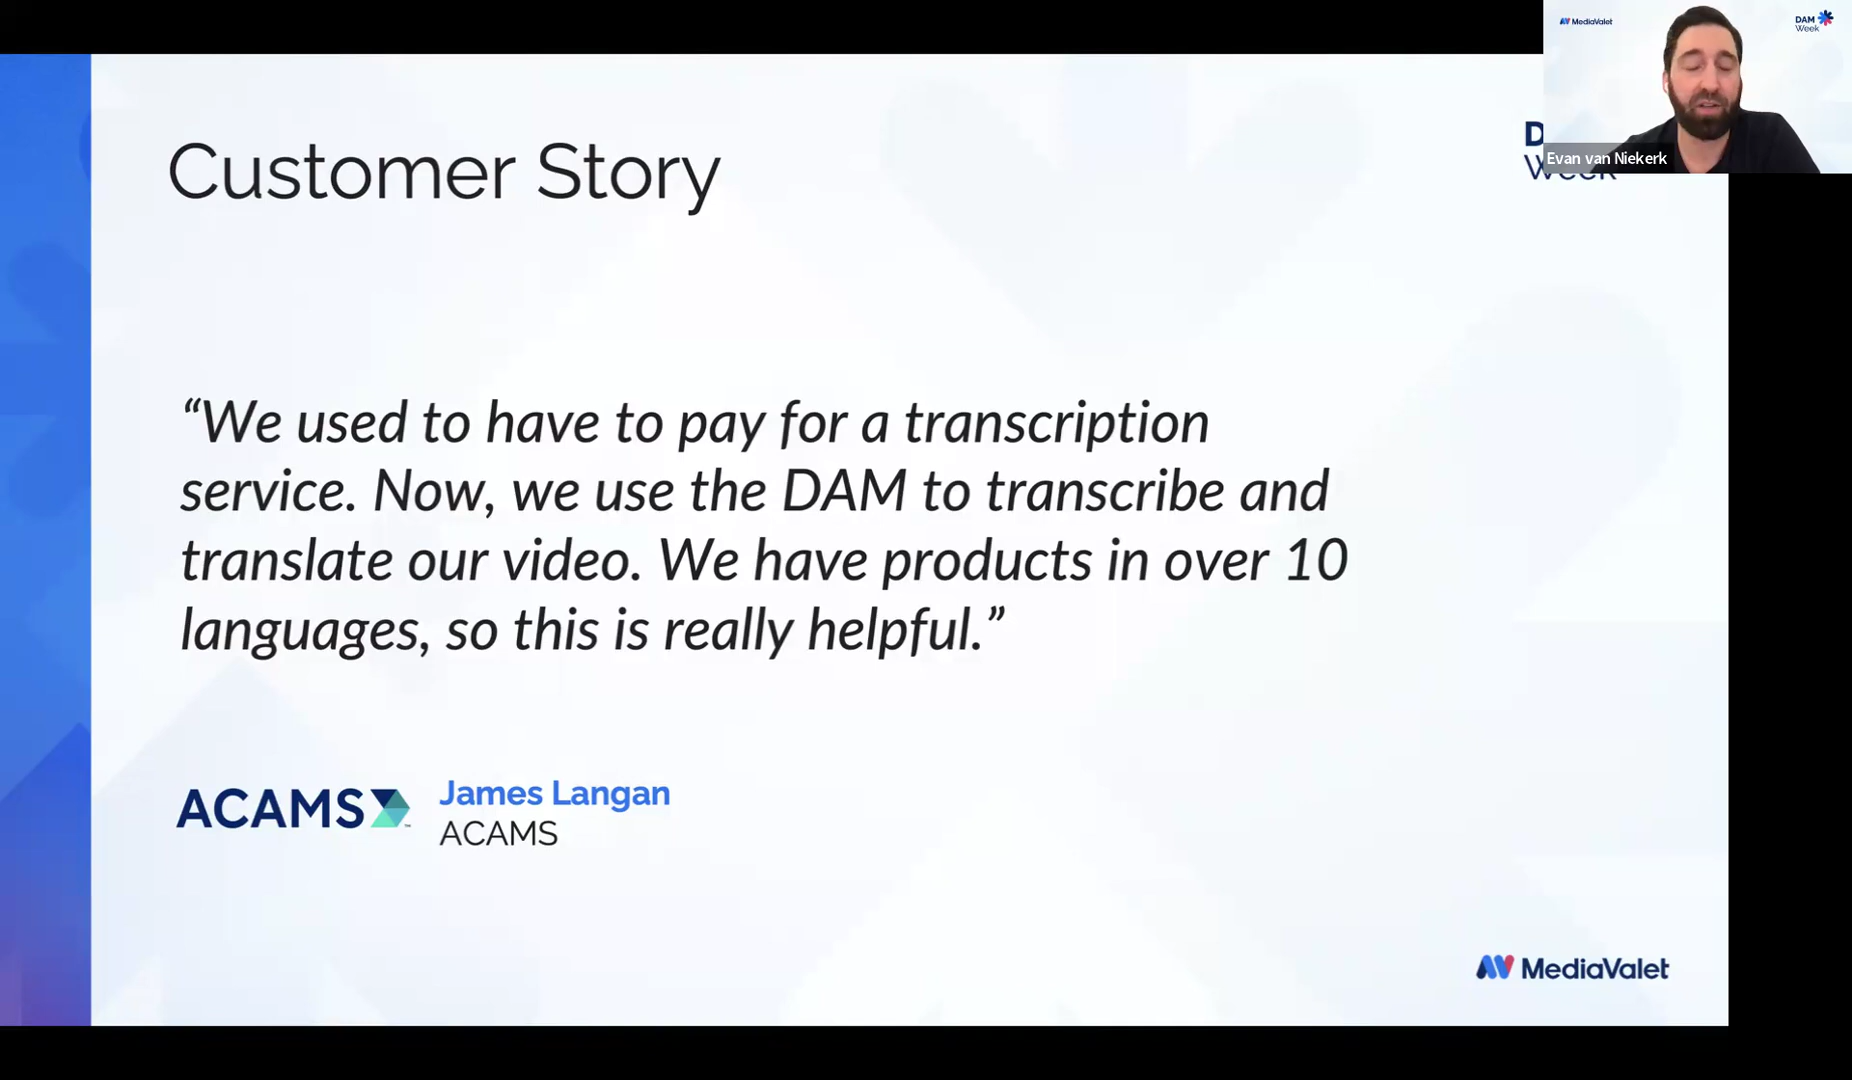 MediaValet
DAM
Week
Evan van Niekerk
Customer Story
“We used to have to pay for a transcription
service. Now, we use the DAM to transcribe and
translate our video. We have products in over 10
languages, so this is really helpful.”
ACAMS
James Langan
ACAMS
MediaValet